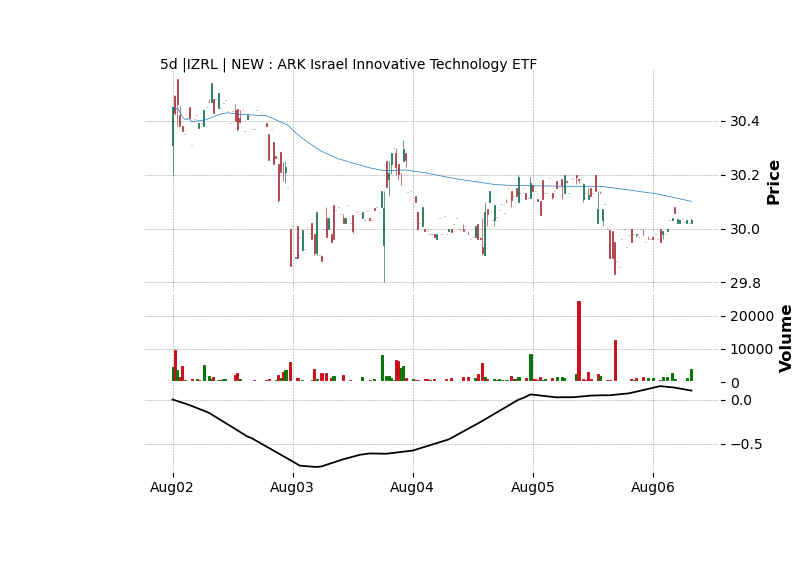 5d |IZRL | NEW : ARK Israel Innovative Technology ETF
30.4
30.2
30.0
29.8
Price
20000
10000
0
Volume
0.0
−0.5
Aug02 Aug03 Aug04 Aug05 Aug06